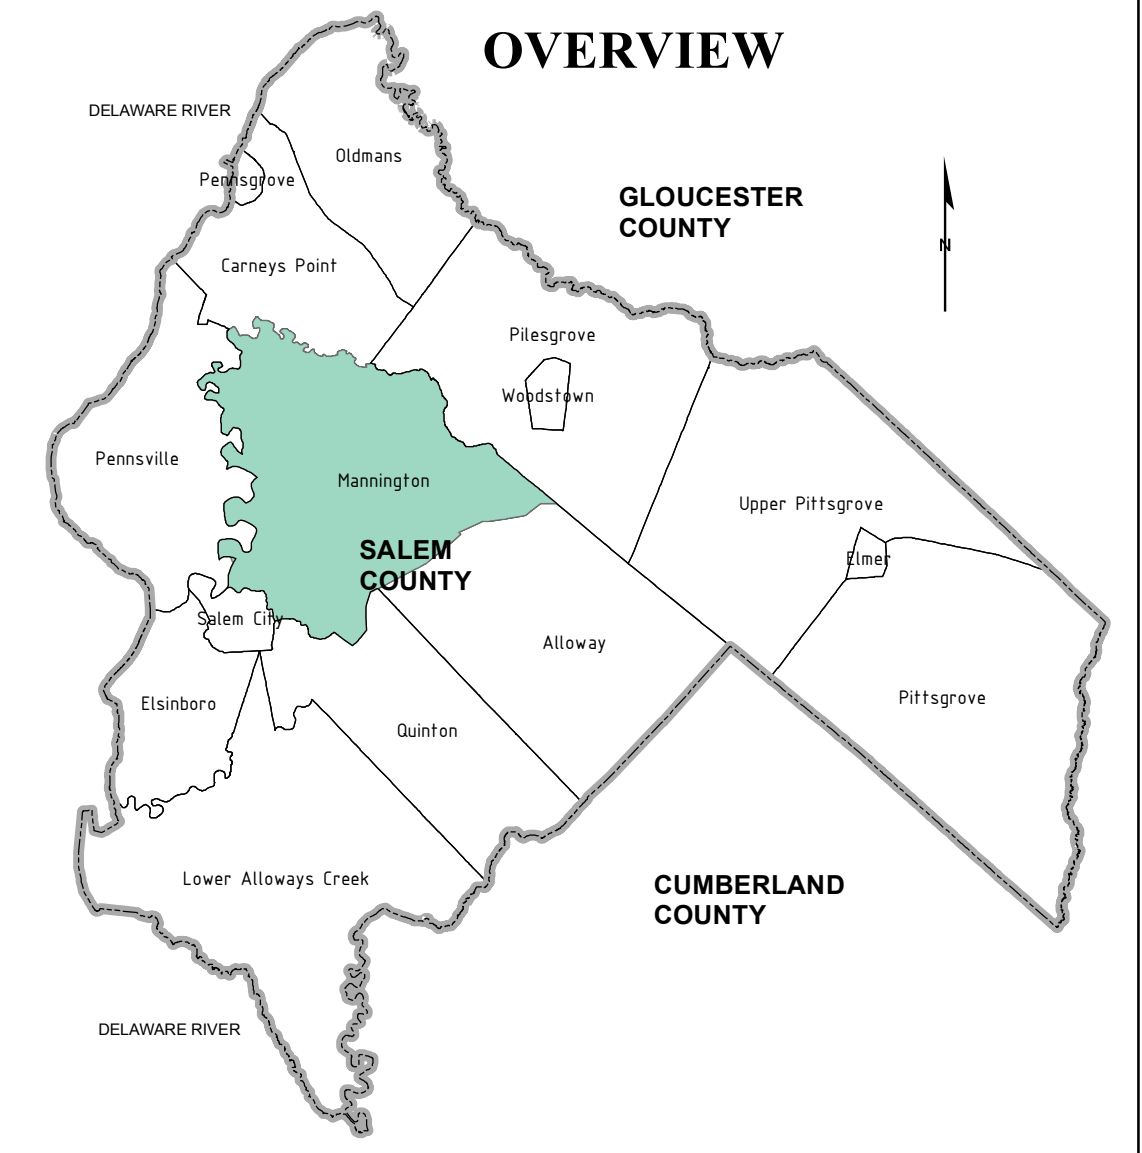 OVERVIEW
DELAWARE RIVER
Oldmans
Pennsgrove
GLOUCESTER
COUNTY
N
Carneys Point
Pilesgrove
Woodstown
Pennsville
Mannington
Upper Pittsgrove
SALEM
COUNTY
Elmer
Salem City
Alloway
Elsinboro
Pittsgrove
Quinton
Lower Alloways Creek
CUMBERLAND
COUNTY
DELAWARE RIVER